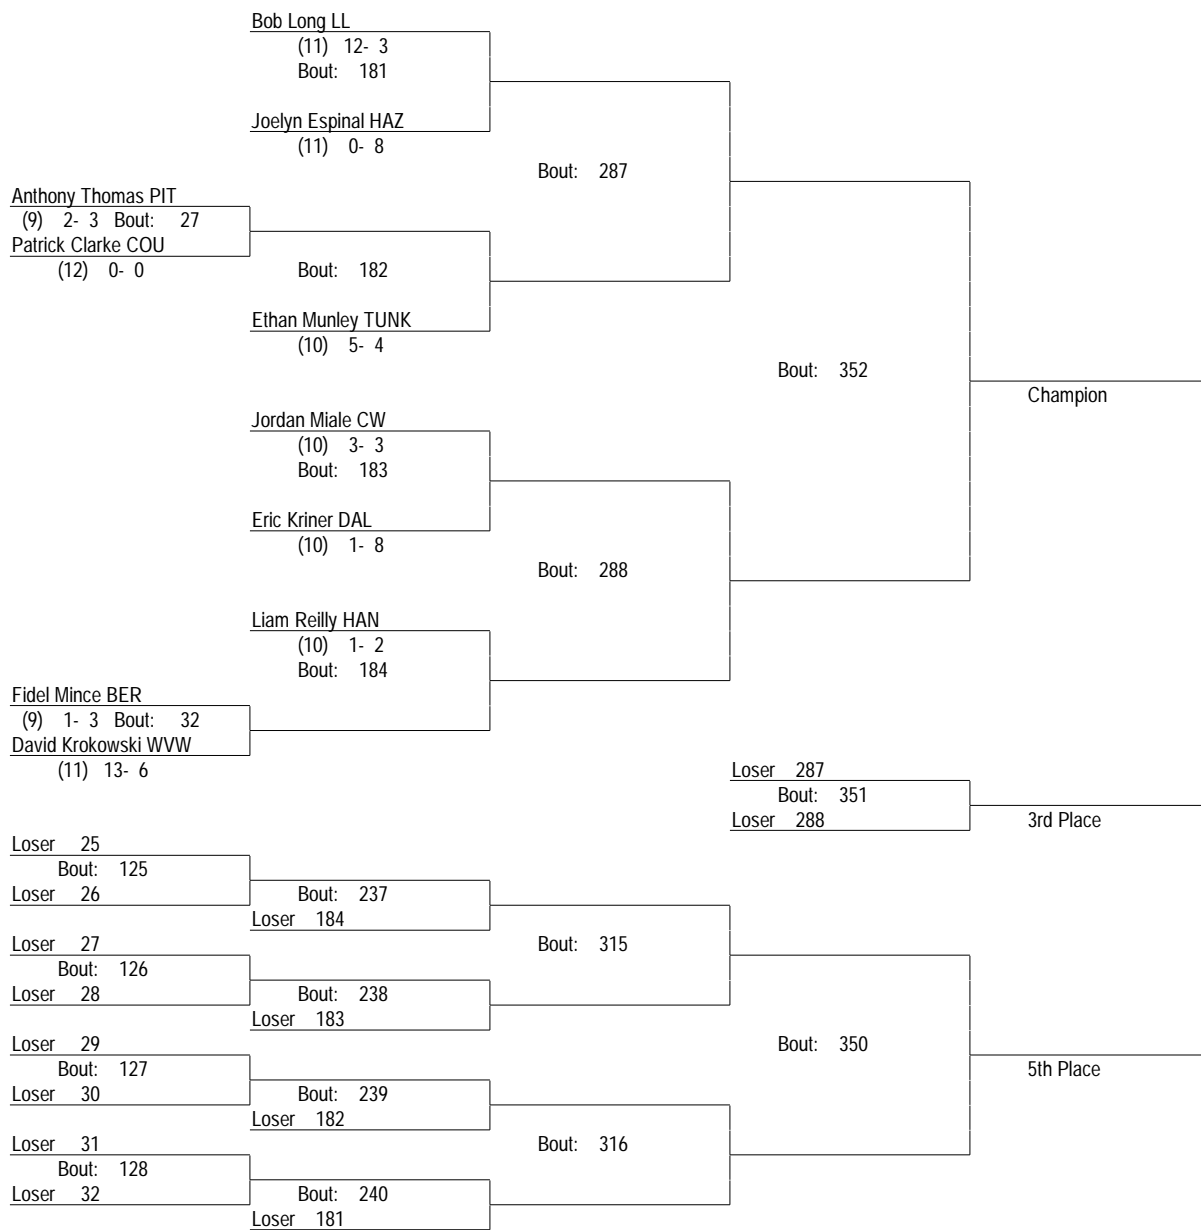 Bob Long LL
(11) 12- 3
Bout: 181
Joelyn Espinal HAZ
(11) 0- 8
Bout: 287
Anthony Thomas PIT
(9) 2- 3 Bout: 27
Patrick Clarke COU
(12) 0- 0
Bout: 182
Ethan Munley TUNK
(10) 5- 4
Bout: 352
Champion
Jordan Miale CW
(10) 3- 3
Bout: 183
Eric Kriner DAL
(10) 1- 8
Bout: 288
Liam Reilly HAN
(10) 1- 2
Bout: 184
Fidel Mince BER
(9) 1- 3 Bout: 32
David Krokowski WVW
(11) 13- 6
Loser 287
Bout: 351
Loser 288
3rd Place
Loser 25
Bout: 125
Loser 26
Bout: 237
Loser 184
Bout: 315
Loser 27
Bout: 126
Loser 28
Bout: 238
Loser 183
Bout: 350
5th Place
Loser 29
Bout: 127
Loser 30
Bout: 239
Loser 182
Bout: 316
Loser 31
Bout: 128
Loser 32
Bout: 240
Loser 181